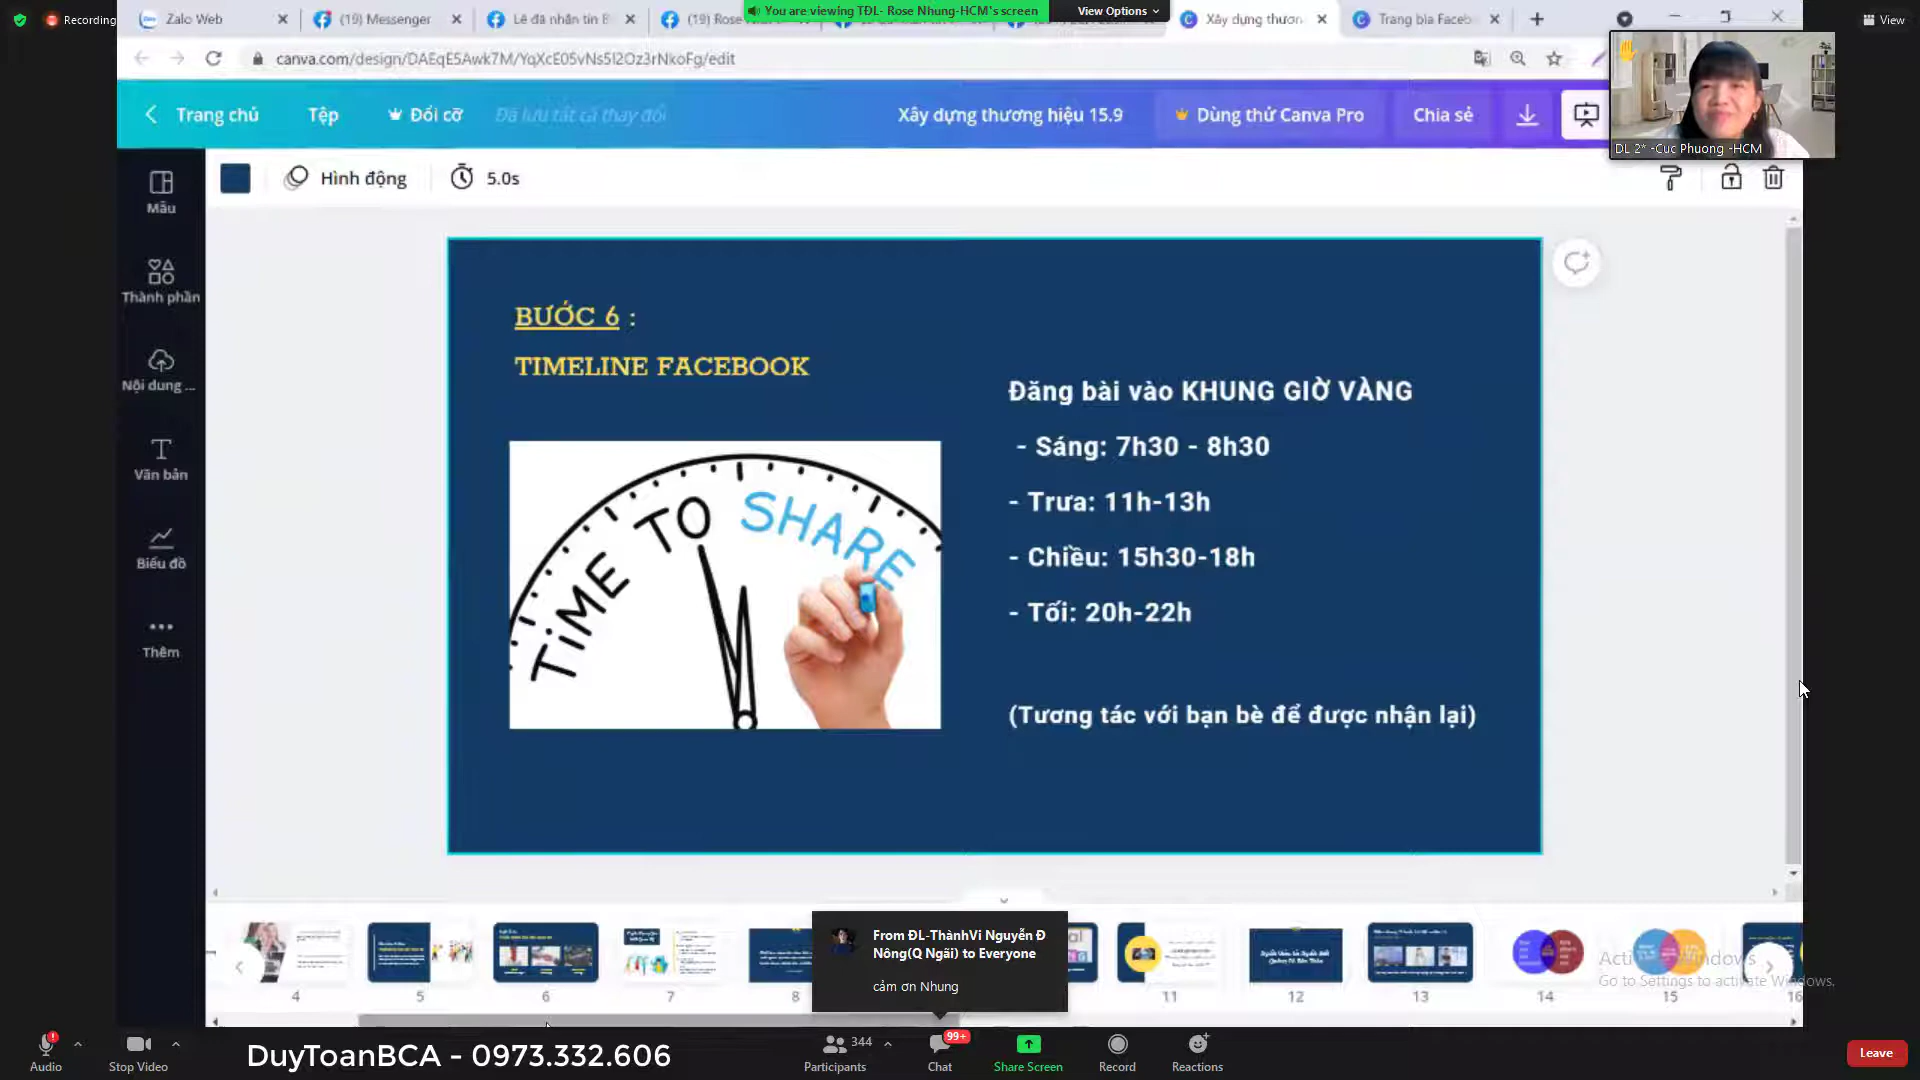 Recording
Zalo Web
(19) Messenger
Lê đã nhắn tin
You are viewing TĐL- Rose Nhung-HCM's screen
View Options
Xây dựng thươn
Trang bìa Faceb
View
canva.com/design/DAEqE5Awk7M/YqXcE05vNs5l2Oz3rNkoFg/edit
Trang chủ
Tệp
Đổi cỡ
Đã lưu tất cả thay đổi
Xây dựng thương hiệu 15.9
Dùng thử Canva Pro
Chia sẻ
DL 2* -Cuc Phuong -HCM
Hình động
5.0s
Mẫu
Thành phần
Nội dung ...
Văn bản
Biểu đồ
Thêm
BƯỚC 6 :
TIMELINE FACEBOOK
TIME TO SHARE
Đăng bài vào KHUNG GIỜ VÀNG
- Sáng: 7h30 - 8h30
- Trưa: 11h-13h
- Chiều: 15h30-18h
- Tối: 20h-22h
(Tương tác với bạn bè để được nhận lại)
From ĐL-ThànhVi Nguyễn Đ
Nông(Q Ngãi) to Everyone
cảm ơn Nhung
4
5
6
7
8
11
12
13
14
15
16
Activate Windows
Go to Settings to activate Windows.
Audio
Stop Video
DuyToanBCA - 0973.332.606
344
Participants
99+
Chat
Share Screen
Record
Reactions
Leave